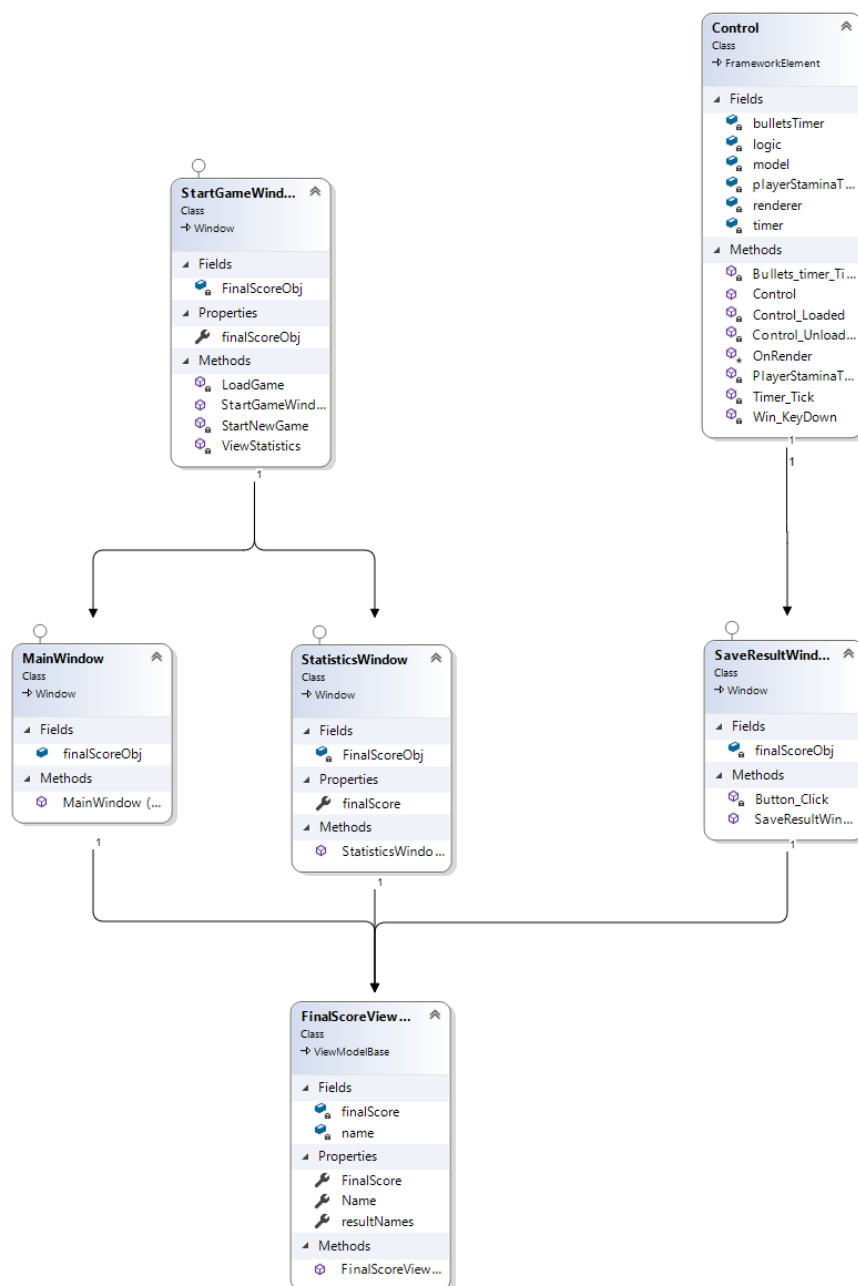 Control
Class
FrameworkElement
Fields
bulletsTimer
logic
model
playerStaminaT...
renderer
timer
Methods
Bullets_timer_Ti...
Control
Control_Loaded
Control_Unload...
OnRender
PlayerStaminaT...
Timer_Tick
Win_KeyDown
1
1
StartGameWind...
Class
Window
Fields
FinalScoreObj
Properties
finalScoreObj
Methods
LoadGame
StartGameWind...
StartNewGame
ViewStatistics
1
MainWindow
Class
Window
Fields
finalScoreObj
Methods
MainWindow (...
1
StatisticsWindow
Class
Window
Fields
FinalScoreObj
Properties
finalScore
Methods
StatisticsWindo...
1
SaveResultWind...
Class
Window
Fields
finalScoreObj
Methods
Button_Click
SaveResultWin...
1
FinalScoreView...
Class
ViewModelBase
Fields
finalScore
name
Properties
FinalScore
Name
resultNames
Methods
FinalScoreView...